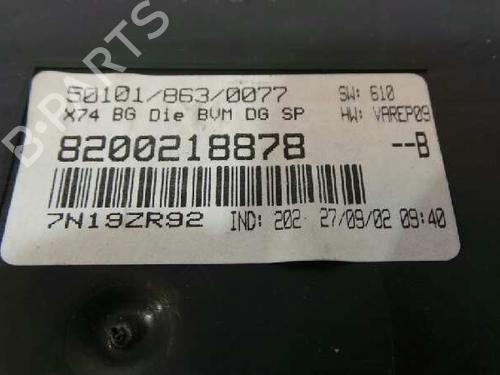 50101/863/0077 SW: 610
X74 BG Die BVM DG SP HW: VAREP09
8200218878 --B
7N19ZR92 IND: 202 27/09/02 09:40
B-PARTS